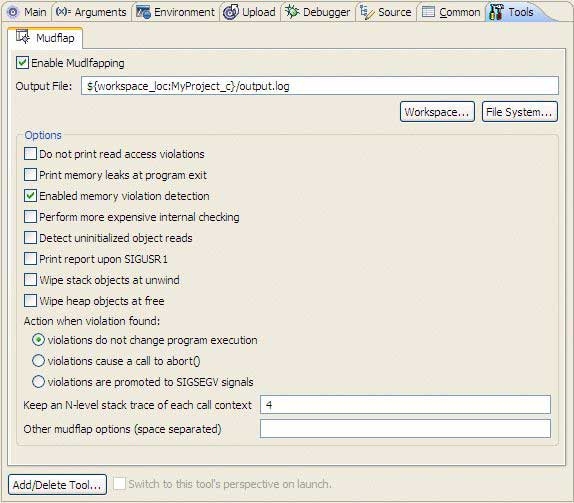 Main (x)= Arguments Environment Upload Debugger Source Common Tools
Mudflap
Enable Mudlfapping
Output File: ${workspace_loc:MyProject_c}/output.log
Workspace... File System...
Options
Do not print read access violations
Print memory leaks at program exit
Enabled memory violation detection
Perform more expensive internal checking
Detect uninitialized object reads
Print report upon SIGUSR1
Wipe stack objects at unwind
Wipe heap objects at free
Action when violation found:
violations do not change program execution
violations cause a call to abort()
violations are promoted to SIGSEGV signals
Keep an N-level stack trace of each call context 4
Other mudflap options (space separated)
Add/Delete Tool... Switch to this tool's perspective on launch.